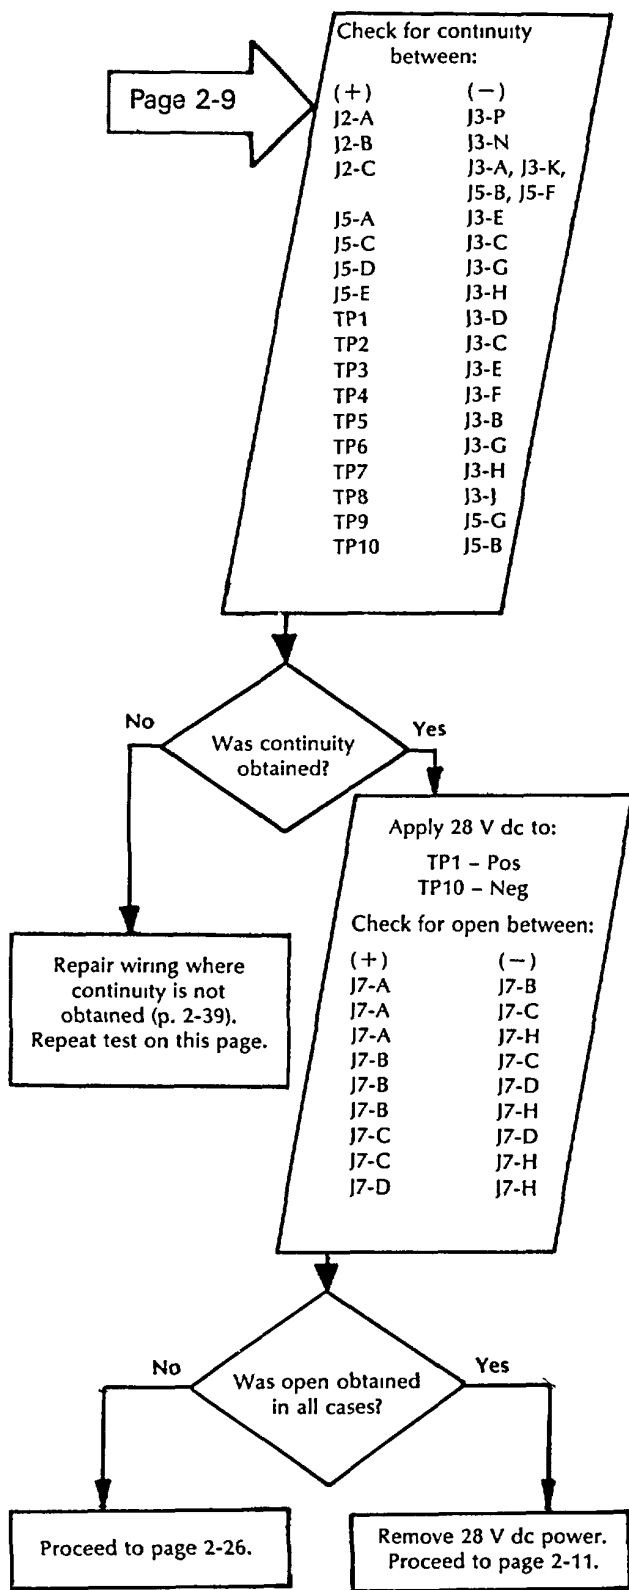 Page 2-9
Check for continuity
between:
(+) (−)
J2-A J3-P
J2-B J3-N
J2-C J3-A, J3-K,
J5-B, J5-F
J5-A J3-E
J5-C J3-C
J5-D J3-G
J5-E J3-H
TP1 J3-D
TP2 J3-C
TP3 J3-E
TP4 J3-F
TP5 J3-B
TP6 J3-G
TP7 J3-H
TP8 J3-J
TP9 J5-G
TP10 J5-B
No
Was continuity
obtained?
Yes
Repair wiring where
continuity is not
obtained (p. 2-39).
Repeat test on this page.
Apply 28 V dc to:
TP1 – Pos
TP10 – Neg
Check for open between:
(+) (−)
J7-A J7-B
J7-A J7-C
J7-A J7-H
J7-B J7-C
J7-B J7-D
J7-B J7-H
J7-C J7-D
J7-C J7-H
J7-D J7-H
No
Was open obtained
in all cases?
Yes
Proceed to page 2-26.
Remove 28 V dc power.
Proceed to page 2-11.